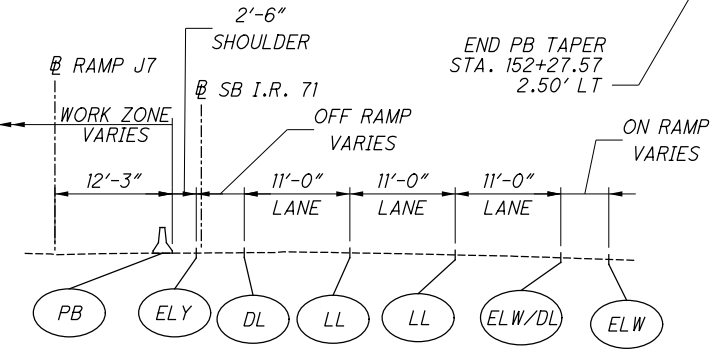 2'-6"
SHOULDER
END PB TAPER
STA. 152+27.57
2.50' LT
℄ RAMP J7
℄ SB I.R. 71
WORK ZONE
VARIES
OFF RAMP
VARIES
ON RAMP
VARIES
12'-3"
11'-0"
LANE
11'-0"
LANE
11'-0"
LANE
PB
ELY
DL
LL
LL
ELW/DL
ELW